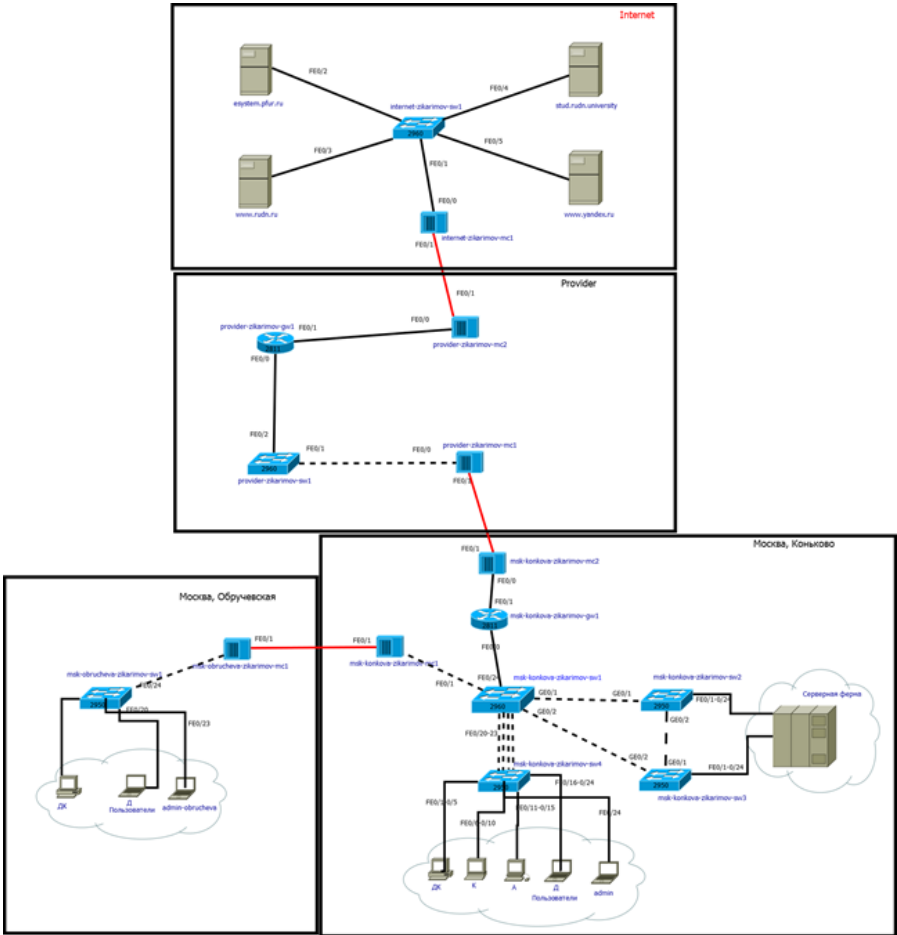 Internet
esystem.pfur.ru
FE0/2
internet-zikarimov-sw1
2960
FE0/4
stud.rudn.university
www.rudn.ru
FE0/3
FE0/1
FE0/5
www.yandex.ru
FE0/0
internet-zikarimov-mc1
FE0/1
Provider
FE0/1
provider-zikarimov-gw1
FE0/1
FE0/0
provider-zikarimov-mc2
2811
FE0/0
FE0/2
FE0/1
FE0/0
provider-zikarimov-mc1
2960
provider-zikarimov-sw1
FE0/1
Москва, Коньково
FE0/1
msk-konkova-zikarimov-mc2
FE0/0
FE0/1
msk-konkova-zikarimov-gw1
2811
FE0/0
Москва, Обручевская
FE0/1
msk-obrucheva-zikarimov-mc1
FE0/1
msk-obrucheva-zikarimov-sw1
FE0/24
2950
FE0/20
FE0/23
ДК
Д
Пользователи
admin-obrucheva
FE0/1
FE0/24
msk-konkova-zikarimov-sw1
2960
GE0/1
GE0/2
GE0/1
msk-konkova-zikarimov-sw2
2950
FE0/1-0/24
GE0/2
Серверная ферма
GE0/2
GE0/1
FE0/1-0/24
2950
msk-konkova-zikarimov-sw3
FE0/20-23
msk-konkova-zikarimov-sw4
2950
FE0/16-0/24
FE0/1-0/5
FE0/6-0/10
FE0/11-0/15
FE0/24
ДК
К
А
Д
Пользователи
admin